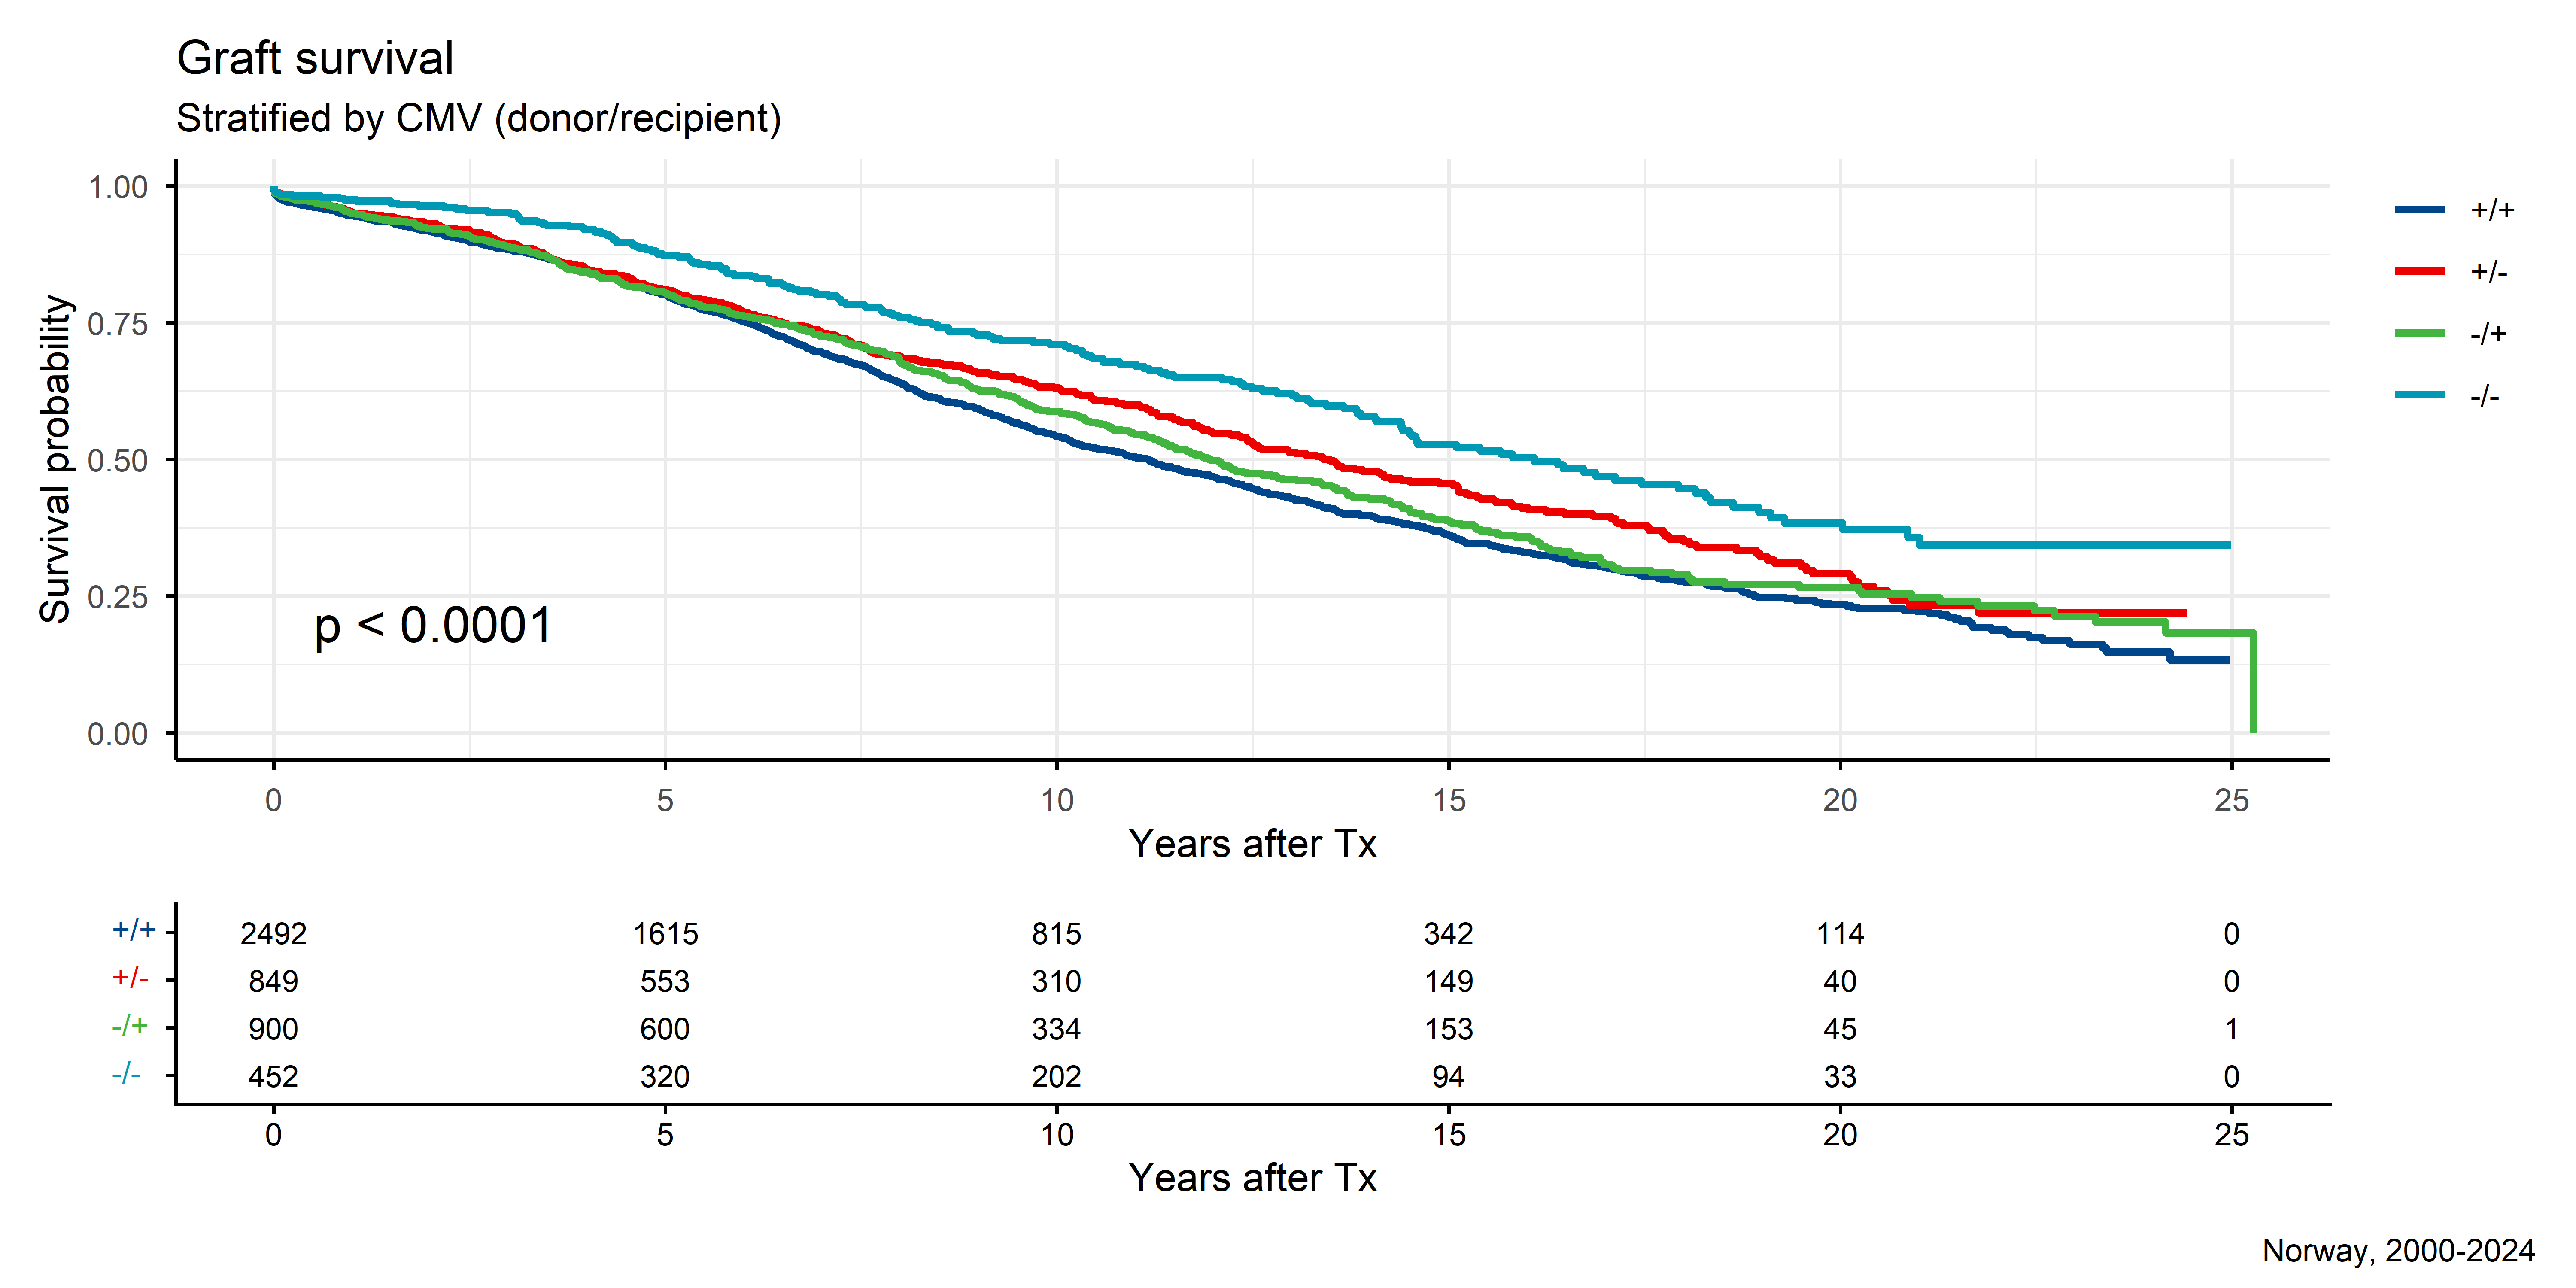 Graft survival
Stratified by CMV (donor/recipient)
Survival probability
1.00
0.75
0.50
0.25
0.00
p < 0.0001
+/+
+/-
-/+
-/-
0 5 10 15 20 25
Years after Tx
+/+ 2492 1615 815 342 114 0
+/- 849 553 310 149 40 0
-/+ 900 600 334 153 45 1
-/- 452 320 202 94 33 0
0 5 10 15 20 25
Years after Tx
Norway, 2000-2024